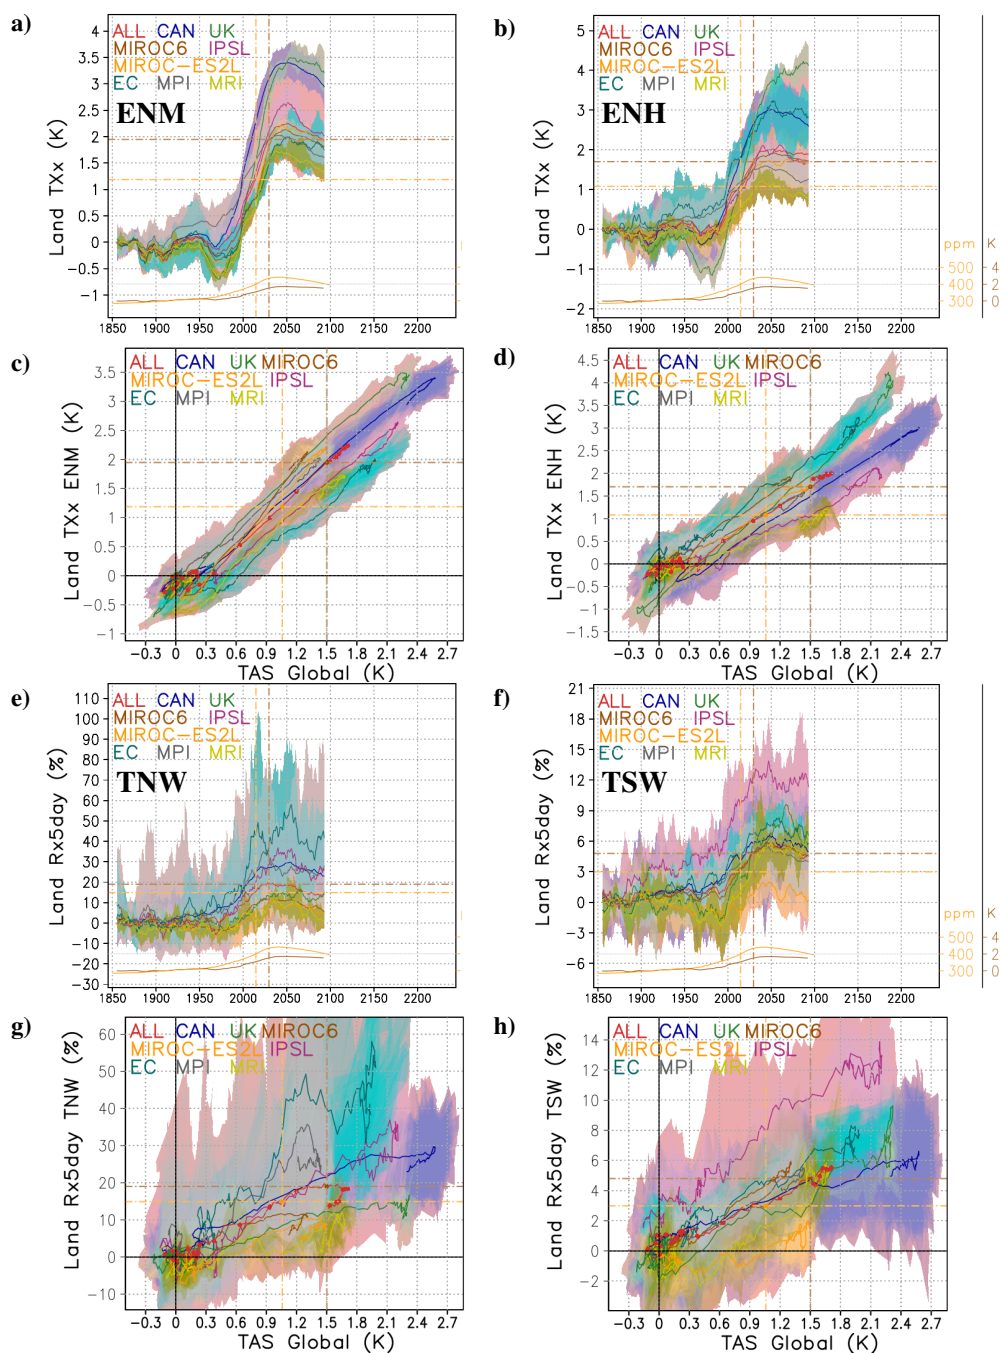 a)
ALL CAN UK
MIROC6 IPSL
MIROC-ES2L
EC MPI MRI
ENM
Land TXx (K)
4
3.5
3
2.5
2
1.5
1
0.5
0
-0.5
-1
1850 1900 1950 2000 2050 2100 2150 2200
b)
ALL CAN UK
MIROC6 IPSL
MIROC-ES2L
EC MPI MRI
ENH
Land TXx (K)
5
4
3
2
1
0
-1
-2
1850 1900 1950 2000 2050 2100 2150 2200
ppm K
500 4
400 2
300 0
c)
ALL CAN UK MIROC6
MIROC-ES2L IPSL
EC MPI MRI
Land TXx ENM (K)
3.5
3
2.5
2
1.5
1
0.5
0
-0.5
-1
-0.3 0 0.3 0.6 0.9 1.2 1.5 1.8 2.1 2.4 2.7
TAS Global (K)
d)
ALL CAN UK MIROC6
MIROC-ES2L IPSL
EC MPI MRI
Land TXx ENH (K)
4.5
4
3.5
3
2.5
2
1.5
1
0.5
0
-0.5
-1
-1.5
-0.3 0 0.3 0.6 0.9 1.2 1.5 1.8 2.1 2.4 2.7
TAS Global (K)
e)
ALL CAN UK
MIROC6 IPSL
MIROC-ES2L
EC MPI MRI
TNW
Land Rx5day (%)
110
100
90
80
70
60
50
40
30
20
10
0
-10
-20
-30
1850 1900 1950 2000 2050 2100 2150 2200
f)
ALL CAN UK
MIROC6 IPSL
MIROC-ES2L
EC MPI MRI
TSW
Land Rx5day (%)
21
18
15
12
9
6
3
0
-3
-6
1850 1900 1950 2000 2050 2100 2150 2200
ppm K
500 4
400 2
300 0
g)
ALL CAN UK MIROC6
MIROC-ES2L IPSL
EC MPI MRI
Land Rx5day TNW (%)
60
50
40
30
20
10
0
-10
-0.3 0 0.3 0.6 0.9 1.2 1.5 1.8 2.1 2.4 2.7
TAS Global (K)
h)
ALL CAN UK MIROC6
MIROC-ES2L IPSL
EC MPI MRI
Land Rx5day TSW (%)
14
12
10
8
6
4
2
0
-2
-0.3 0 0.3 0.6 0.9 1.2 1.5 1.8 2.1 2.4 2.7
TAS Global (K)